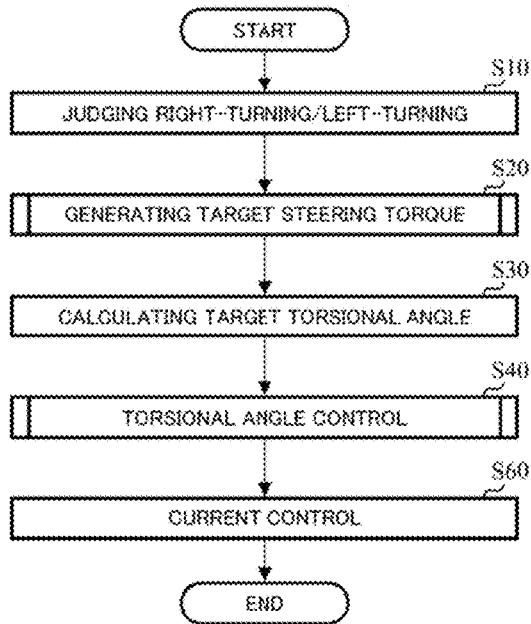 START
S10
JUDGING RIGHT-TURNING/LEFT-TURNING
S20
GENERATING TARGET STEERING TORQUE
S30
CALCULATING TARGET TORSIONAL ANGLE
S40
TORSIONAL ANGLE CONTROL
S60
CURRENT CONTROL
END